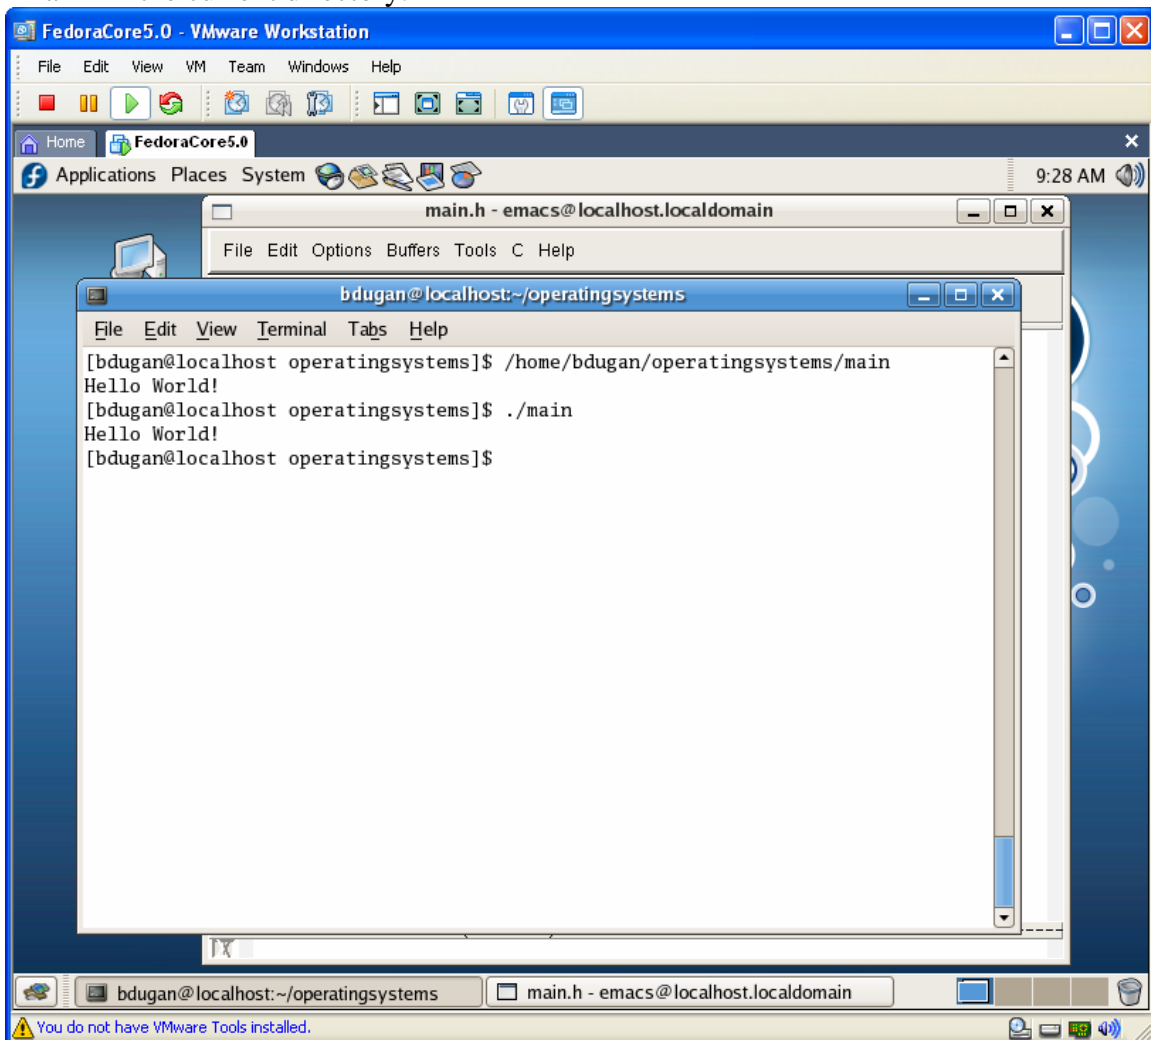 FedoraCore5.0 - VMware Workstation
File Edit View VM Team Windows Help
Home FedoraCore5.0
Applications Places System 9:28 AM
main.h - emacs@localhost.localdomain
File Edit Options Buffers Tools C Help
bdugan@localhost:~/operatingsystems
File Edit View Terminal Tabs Help
[bdugan@localhost operatingsystems]$ /home/bdugan/operatingsystems/main
Hello World!
[bdugan@localhost operatingsystems]$ ./main
Hello World!
[bdugan@localhost operatingsystems]$
bdugan@localhost:~/operatingsystems main.h - emacs@localhost.localdomain
You do not have VMware Tools installed.